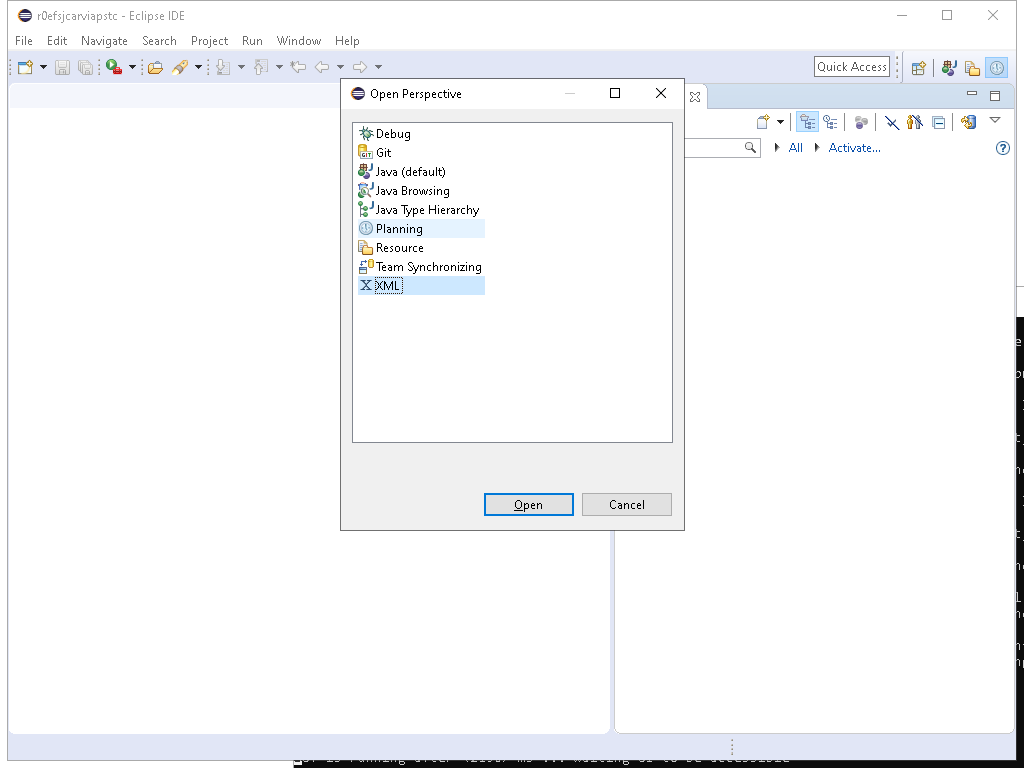 r0efsjcarviapstc - Eclipse IDE
File Edit Navigate Search Project Run Window Help
Quick Access
Open Perspective
All Activate...
Debug
GIT Git
Java (default)
Java Browsing
Java Type Hierarchy
Planning
Resource
Team Synchronizing
X XML
Open Cancel